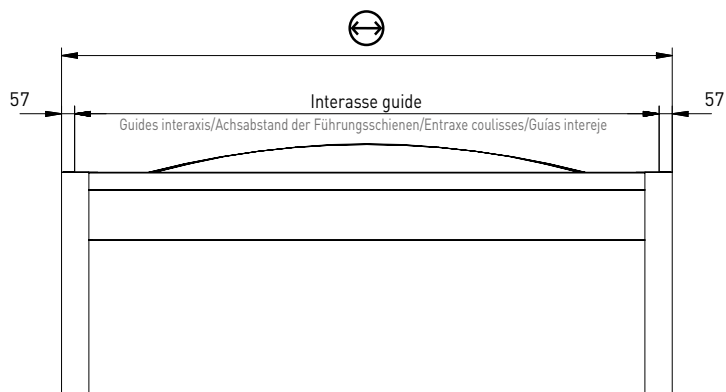 57
Interasse guide
57
Guides interaxis/Achsabstand der Führungsschienen/Entraxe coulisses/Guías intereje